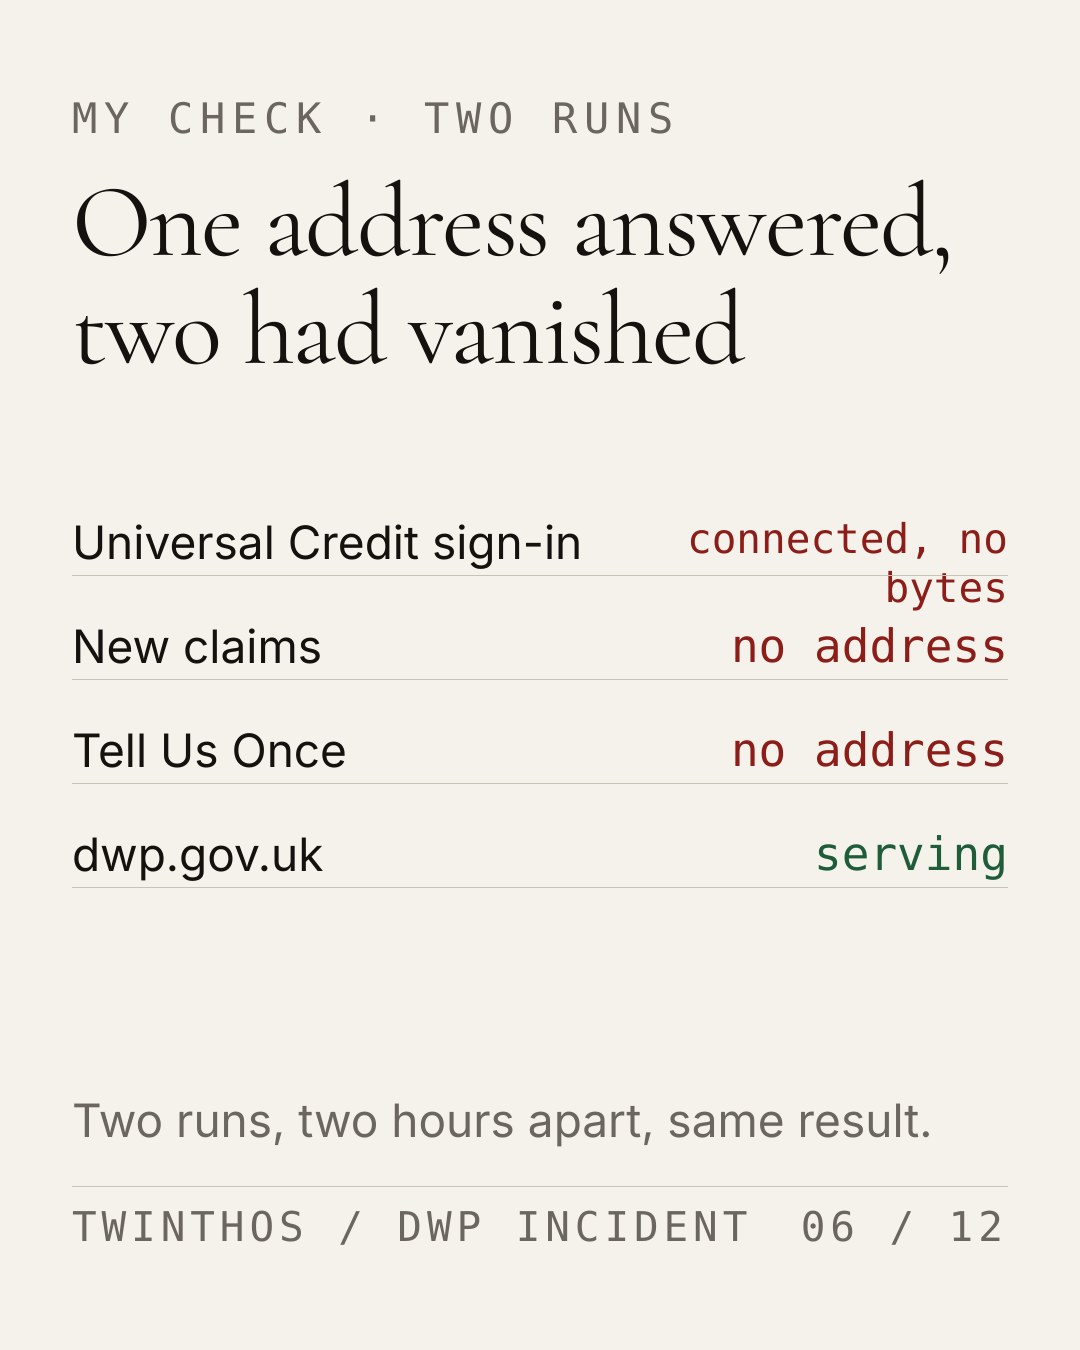 MY CHECK · TWO RUNS
One address answered,
two had vanished
Universal Credit sign-in connected, no
bytes
New claims no address
Tell Us Once no address
dwp.gov.uk serving
Two runs, two hours apart, same result.
TWINTHOS / DWP INCIDENT 06 / 12